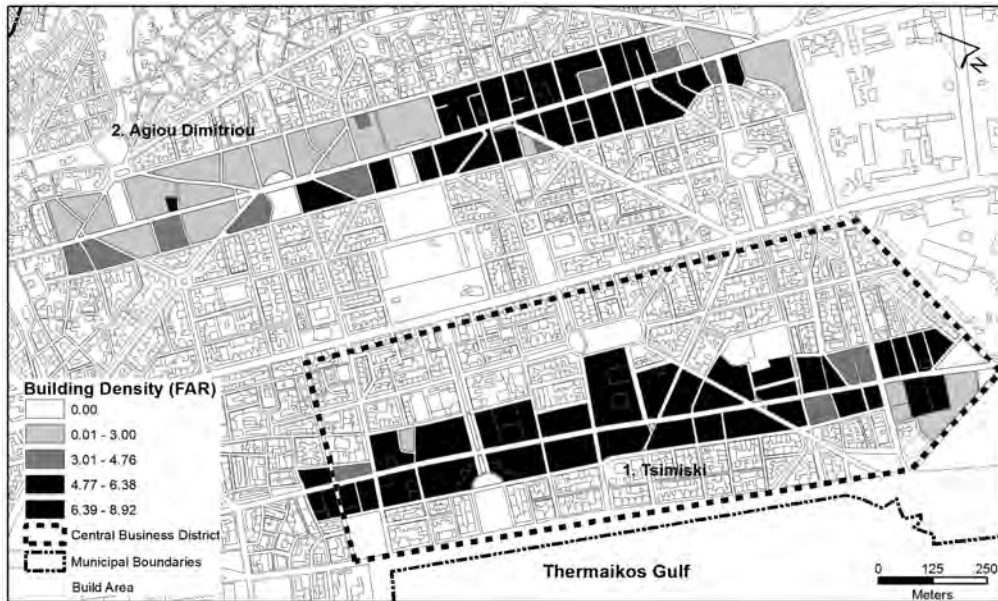 N
2. Agiou Dimitriou
Building Density (FAR)
0.00
0.01 - 3.00
3.01 - 4.76
4.77 - 6.38
6.39 - 8.92
Central Business District
Municipal Boundaries
Build Area
1. Tsimiski
Thermaikos Gulf
0 125 250
Meters